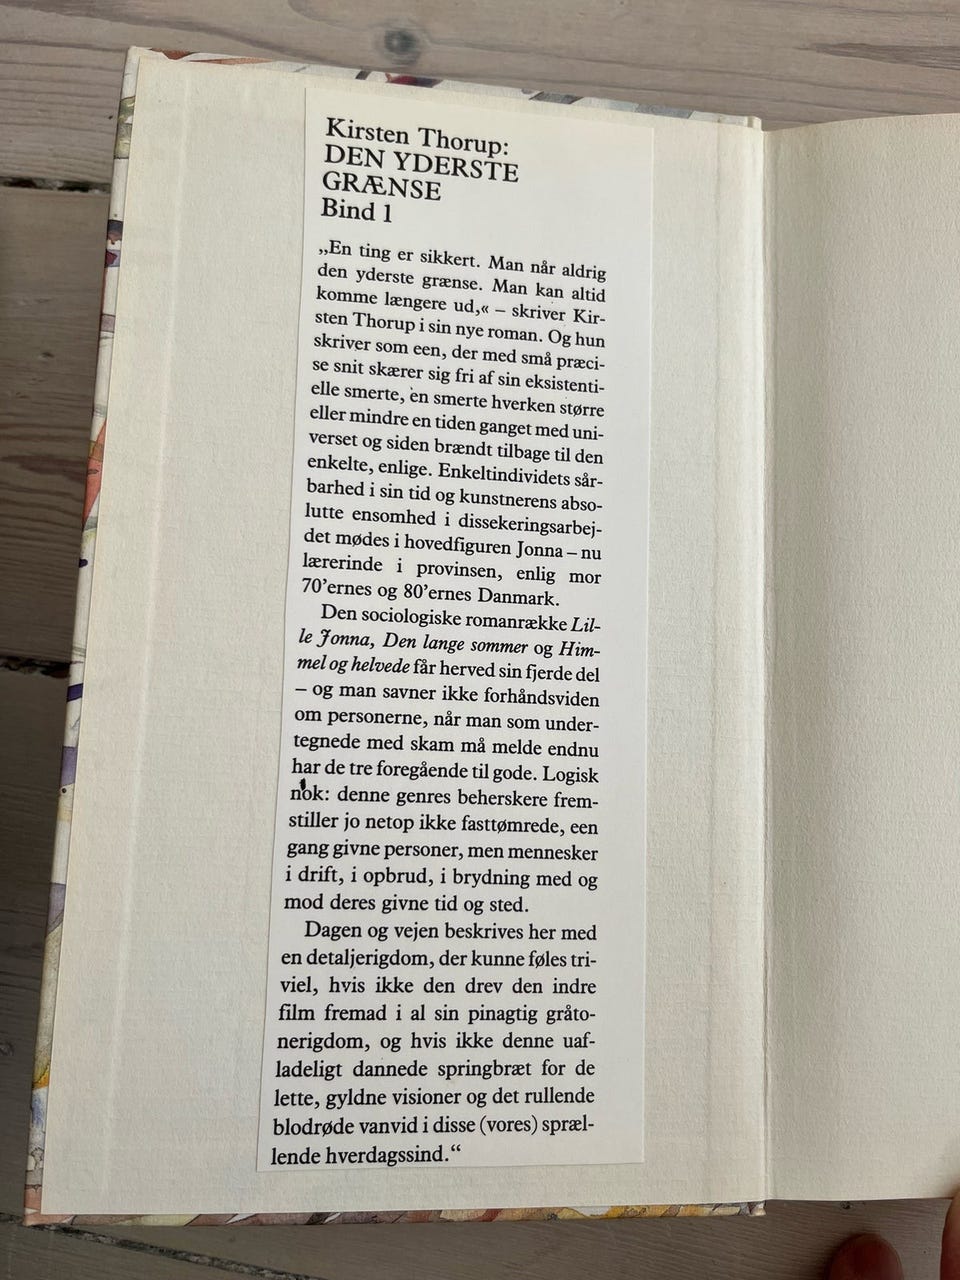 Kirsten Thorup:
DEN YDERSTE
GRÆNSE
Bind 1
„En ting er sikkert. Man når aldrig
den yderste grænse. Man kan altid
komme længere ud,« – skriver Kir-
sten Thorup i sin nye roman. Og hun
skriver som een, der med små præci-
se snit skærer sig fri af sin eksistenti-
elle smerte, en smerte hverken større
eller mindre en tiden ganget med uni-
verset og siden brændt tilbage til den
enkelte, enlige. Enkeltindividets sår-
barhed i sin tid og kunstnerens abso-
lutte ensomhed i dissekeringsarbej-
det mødes i hovedfiguren Jonna – nu
lærerinde i provinsen, enlig mor
70'ernes og 80'ernes Danmark.
Den sociologiske romanrække Lil-
le Jonna, Den lange sommer og Him-
mel og helvede får herved sin fjerde del
– og man savner ikke forhåndsviden
om personerne, når man som under-
tegnede med skam må melde endnu
har de tre foregående til gode. Logisk
nok: denne genres beherskere frem-
stiller jo netop ikke fasttømrede, een
gang givne personer, men mennesker
i drift, i opbrud, i brydning med og
mod deres givne tid og sted.
Dagen og vejen beskrives her med
en detaljerigdom, der kunne føles tri-
viel, hvis ikke den drev den indre
film fremad i al sin pinagtig gråto-
nerigdom, og hvis ikke denne uaf-
ladeligt dannede springbræt for de
lette, gyldne visioner og det rullende
blodrøde vanvid i disse (vores) spræl-
lende hverdagssind.“